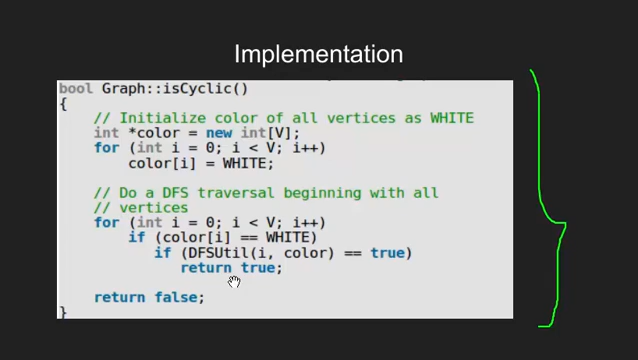 Implementation
bool Graph::isCyclic()
{
// Initialize color of all vertices as WHITE
int *color = new int[V];
for (int i = 0; i < V; i++)
color[i] = WHITE;
// Do a DFS traversal beginning with all
// vertices
for (int i = 0; i < V; i++)
if (color[i] == WHITE)
if (DFSUtil(i, color) == true)
return true;
return false;
}